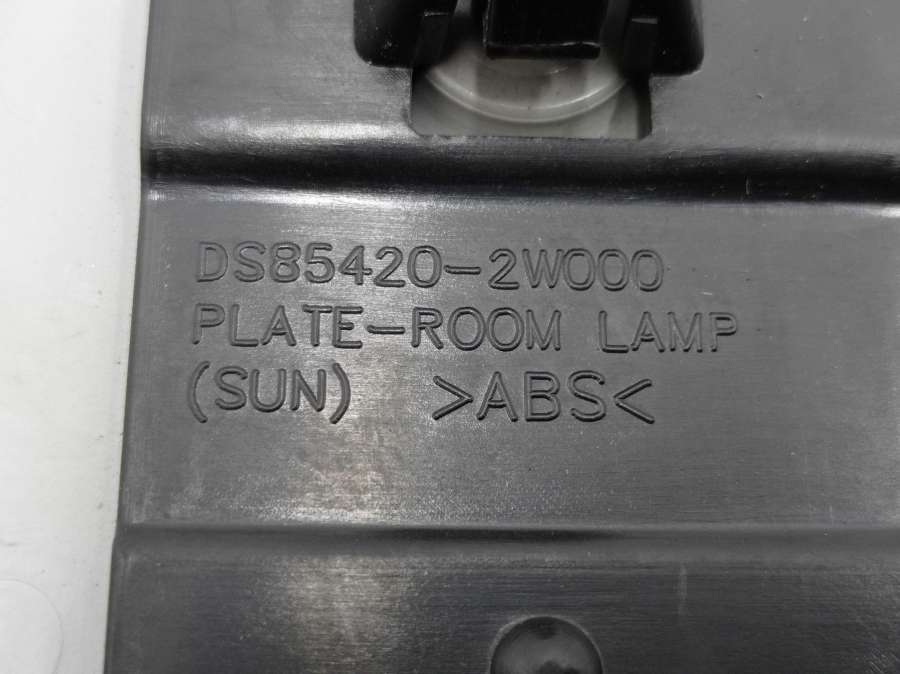 DS85420-2W000
PLATE-ROOM LAMP
(SUN) >ABS<